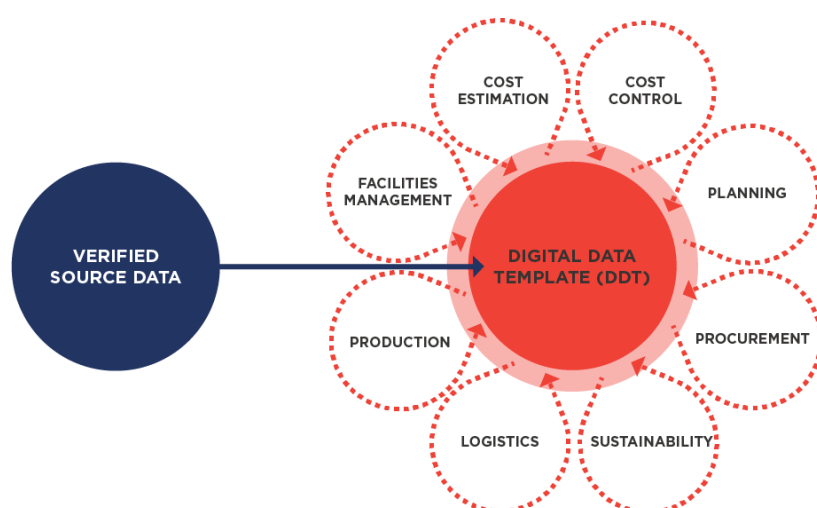 COST
ESTIMATION
COST
CONTROL
FACILITIES
MANAGEMENT
PLANNING
VERIFIED
SOURCE DATA
DIGITAL DATA
TEMPLATE (DDT)
PRODUCTION
PROCUREMENT
LOGISTICS
SUSTAINABILITY